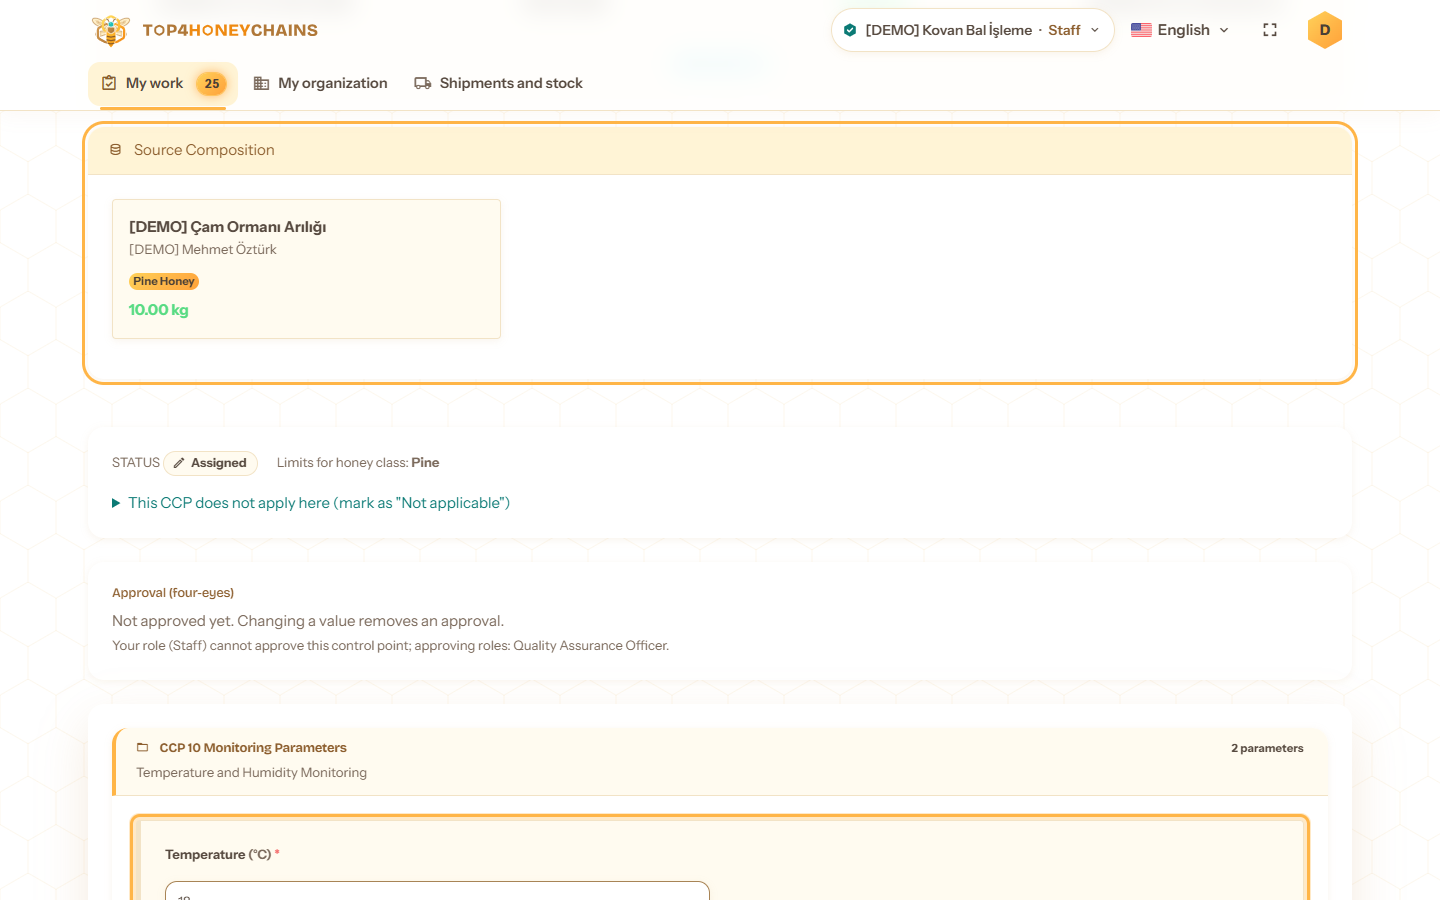 TOP4HONEYCHAINS
[DEMO] Kovan Bal İşleme · Staff
English
D
My work 25
My organization
Shipments and stock
Source Composition
[DEMO] Çam Ormanı Arılığı
[DEMO] Mehmet Öztürk
Pine Honey
10.00 kg
STATUS Assigned Limits for honey class: Pine
This CCP does not apply here (mark as "Not applicable")
Approval (four-eyes)
Not approved yet. Changing a value removes an approval.
Your role (Staff) cannot approve this control point; approving roles: Quality Assurance Officer.
CCP 10 Monitoring Parameters
2 parameters
Temperature and Humidity Monitoring
Temperature (°C) *